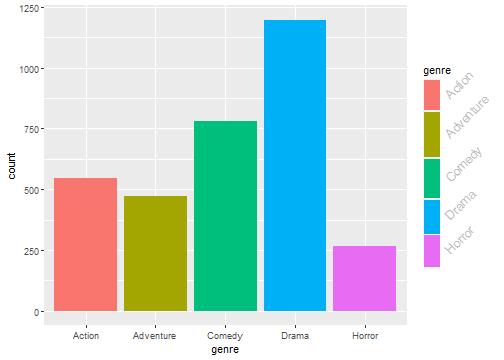 1250
1000
750
500
250
0
count
Action Adventure Comedy Drama Horror
genre
genre
Action
Adventure
Comedy
Drama
Horror